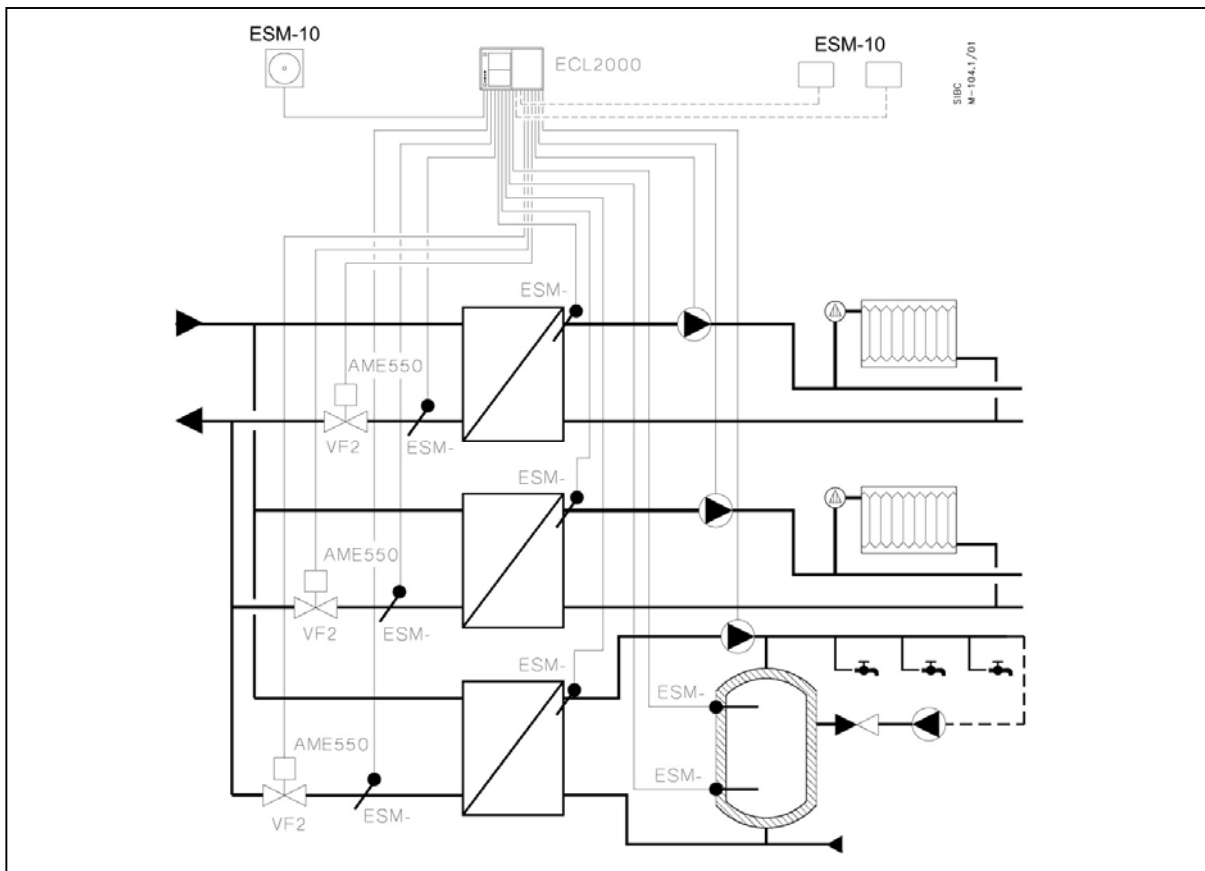 ESM-10
ECL2000
ESM-10
SIBC
M-104.1/01
ESM-
AME550
VF2
ESM-
ESM-
AME550
VF2
ESM-
ESM-
ESM-
AME550
ESM-
VF2
ESM-